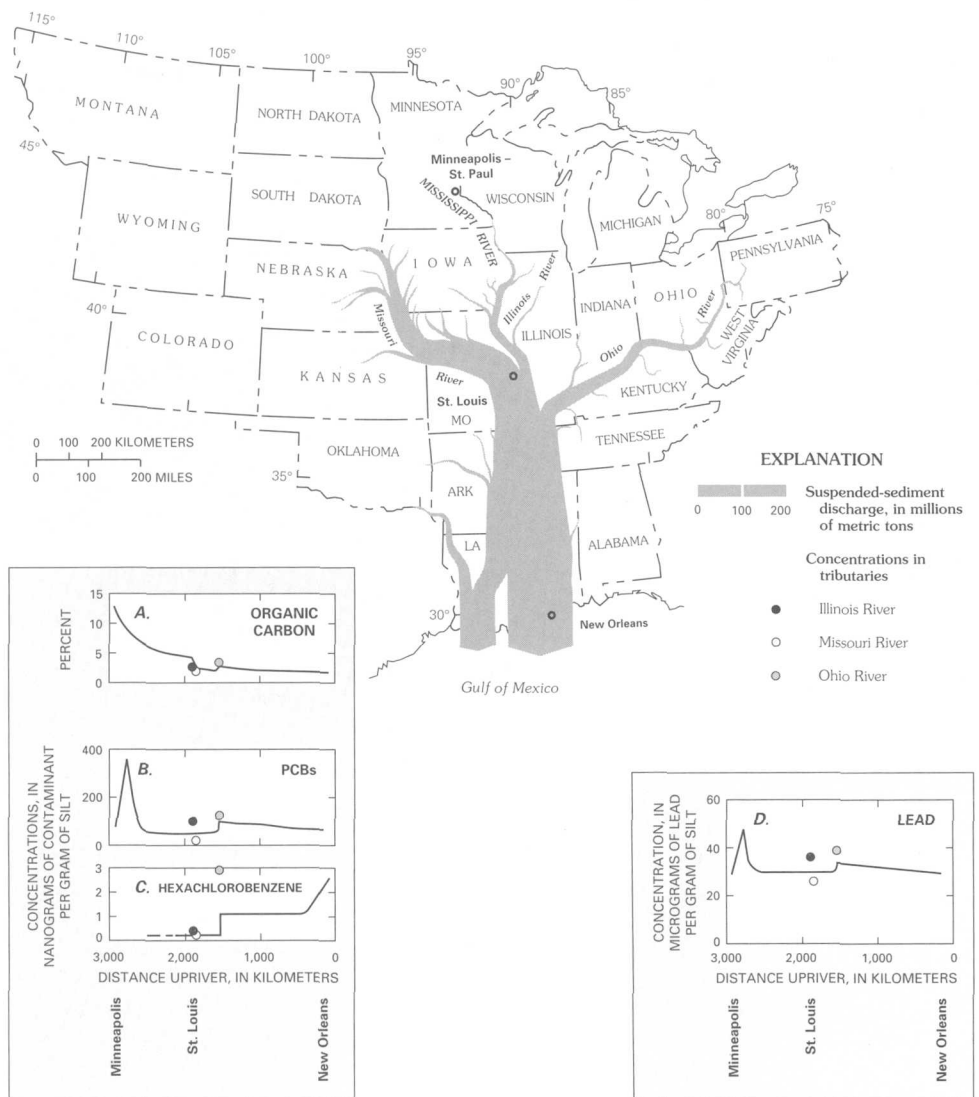 115°
110°
105°
100°
95°
90°
85°
80°
75°
45°
40°
35°
30°
MONTANA
NORTH DAKOTA
MINNESOTA
Minneapolis –
St. Paul
MISSISSIPPI
RIVER
WISCONSIN
MICHIGAN
SOUTH DAKOTA
WYOMING
NEBRASKA
IOWA
Illinois River
ILLINOIS
INDIANA
OHIO
PENNSYLVANIA
River
WEST
VIRGINIA
Ohio
KENTUCKY
COLORADO
KANSAS
Missouri
River
St. Louis
MO
TENNESSEE
OKLAHOMA
ARK
LA
ALABAMA
New Orleans
Gulf of Mexico
0 100 200 KILOMETERS
0 100 200 MILES
EXPLANATION
0 100 200
Suspended-sediment
discharge, in millions
of metric tons
Concentrations in
tributaries
Illinois River
Missouri River
Ohio River
A. ORGANIC
CARBON
PERCENT
15
10
5
0
B. PCBs
400
200
0
C. HEXACHLOROBENZENE
3
2
1
0
CONCENTRATIONS, IN
NANOGRAMS OF CONTAMINANT
PER GRAM OF SILT
3,000 2,000 1,000 0
DISTANCE UPRIVER, IN KILOMETERS
Minneapolis
St. Louis
New Orleans
D. LEAD
60
40
20
0
CONCENTRATION, IN
MICROGRAMS OF LEAD
PER GRAM OF SILT
3,000 2,000 1,000 0
DISTANCE UPRIVER, IN KILOMETERS
Minneapolis
St. Louis
New Orleans